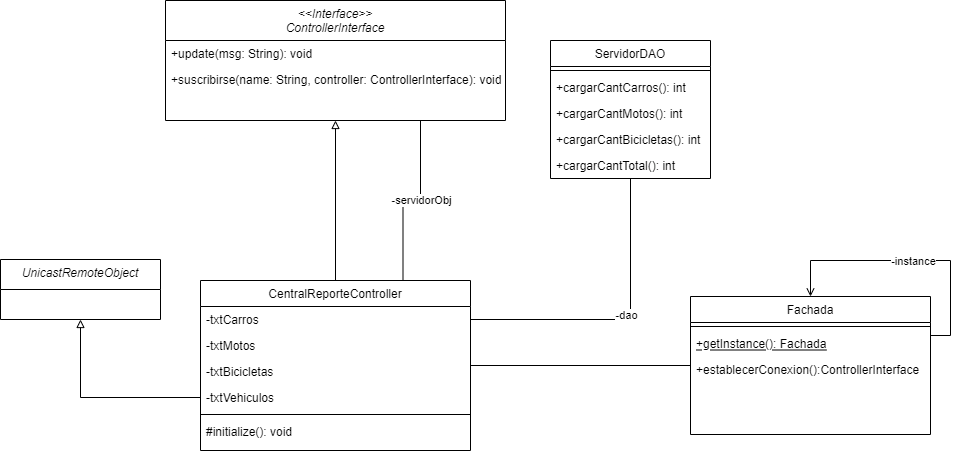 <<Interface>>
ControllerInterface
+update(msg: String): void
+suscribirse(name: String, controller: ControllerInterface): void
ServidorDAO
+cargarCantCarros(): int
+cargarCantMotos(): int
+cargarCantBicicletas(): int
+cargarCantTotal(): int
-servidorObj
UnicastRemoteObject
CentralReporteController
-txtCarros
-txtMotos
-txtBicicletas
-txtVehiculos
#initialize(): void
-dao
-instance
Fachada
+getInstance(): Fachada
+establecerConexion():ControllerInterface